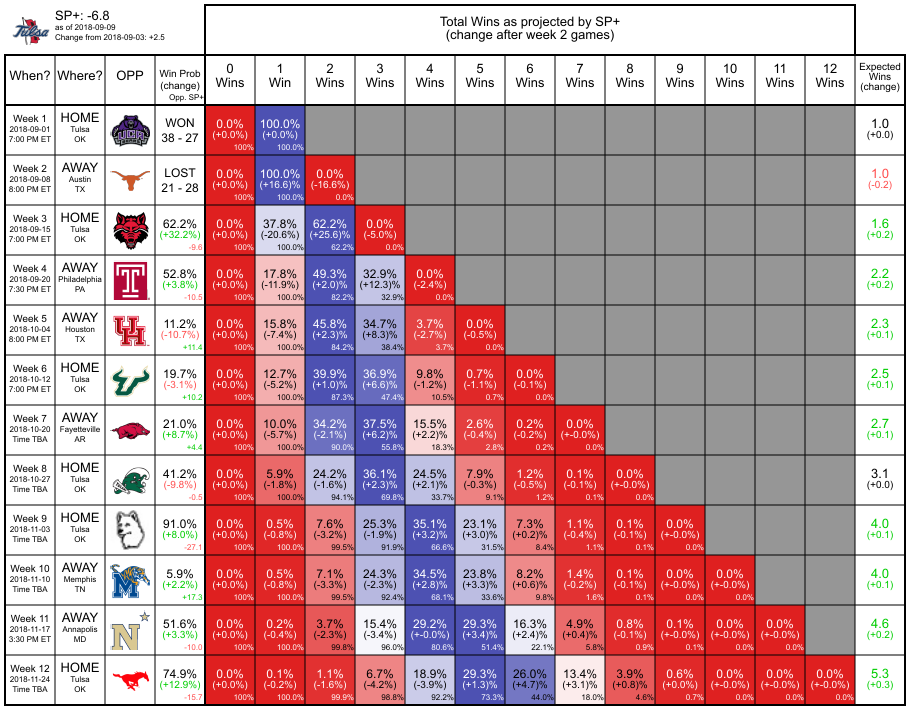 Tulsa
SP+: -6.8
as of 2018-09-09
Change from 2018-09-03: +2.5
Total Wins as projected by SP+
(change after week 2 games)
When? Where? OPP Win Prob (change) Opp. SP+ 0 Wins 1 Win 2 Wins 3 Wins 4 Wins 5 Wins 6 Wins 7 Wins 8 Wins 9 Wins 10 Wins 11 Wins 12 Wins Expected Wins (change)
Week 1 HOME WON 0.0% 100.0% 1.0
2018-09-01 Tulsa 38 - 27 (+0.0%) (+0.0%) (+0.0)
7:00 PM ET OK 100% 100.0%
Week 2 AWAY LOST 0.0% 100.0% 0.0% 1.0
2018-09-08 Austin 21 - 28 (+0.0%) (+16.6)% (-16.6%) (-0.2)
8:00 PM ET TX 100% 100.0% 0.0%
Week 3 HOME 62.2% 0.0% 37.8% 62.2% 0.0% 1.6
2018-09-15 Tulsa (+32.2%) (+0.0%) (-20.6%) (+25.6)% (-5.0%) (+0.2)
7:00 PM ET OK -9.6 100% 100.0% 62.2% 0.0%
Week 4 AWAY T 52.8% 0.0% 17.8% 49.3% 32.9% 0.0% 2.2
2018-09-20 Philadelphia (+3.8%) (+0.0%) (-11.9%) (+2.0)% (+12.3%) (-2.4%) (+0.2)
7:30 PM ET PA -10.5 100% 100.0% 82.2% 32.9% 0.0%
Week 5 AWAY UH 11.2% 0.0% 15.8% 45.8% 34.7% 3.7% 0.0% 2.3
2018-10-04 Houston (-10.7%) (+0.0%) (-7.4%) (+2.3)% (+8.3%) (-2.7%) (-0.5%) (+0.1)
8:00 PM ET TX +11.4 100% 100.0% 84.2% 38.4% 3.7% 0.0%
Week 6 HOME 19.7% 0.0% 12.7% 39.9% 36.9% 9.8% 0.7% 0.0% 2.5
2018-10-12 Tulsa (-3.1%) (+0.0%) (-5.2%) (+1.0)% (+6.6%) (-1.2%) (-1.1%) (-0.1%) (+0.1)
7:00 PM ET OK +10.2 100% 100.0% 87.3% 47.4% 10.5% 0.7% 0.0%
Week 7 AWAY 21.0% 0.0% 10.0% 34.2% 37.5% 15.5% 2.6% 0.2% 0.0% 2.7
2018-10-20 Fayetteville (+8.7%) (+0.0%) (-5.7%) (-2.1%) (+6.2)% (+2.2%) (-0.4%) (-0.2%) (+-0.0%) (+0.1)
Time TBA AR +4.4 100% 100.0% 90.0% 55.8% 18.3% 2.8% 0.2% 0.0%
Week 8 HOME 41.2% 0.0% 5.9% 24.2% 36.1% 24.5% 7.9% 1.2% 0.1% 0.0% 3.1
2018-10-27 Tulsa (-9.8%) (+0.0%) (-1.8%) (-1.6%) (+2.3)% (+2.1%) (-0.3%) (-0.5%) (-0.1%) (+-0.0%) (+0.0)
Time TBA OK -0.5 100% 100.0% 94.1% 69.8% 33.7% 9.1% 1.2% 0.1% 0.0%
Week 9 HOME 91.0% 0.0% 0.5% 7.6% 25.3% 35.1% 23.1% 7.3% 1.1% 0.1% 0.0% 4.0
2018-11-03 Tulsa (+8.0%) (+0.0%) (-0.8%) (-3.2%) (-1.9%) (+3.2)% (+3.0%) (+0.2%) (-0.4%) (-0.1%) (+-0.0%) (+0.1)
Time TBA OK -27.1 100% 100.0% 99.5% 91.9% 66.6% 31.5% 8.4% 1.1% 0.1% 0.0%
Week 10 AWAY M 5.9% 0.0% 0.5% 7.1% 24.3% 34.5% 23.8% 8.2% 1.4% 0.1% 0.0% 0.0% 4.0
2018-11-10 Memphis (+2.2%) (+0.0%) (-0.8%) (-3.3%) (-2.3%) (+2.8)% (+3.3%) (+0.6%) (-0.2%) (-0.1%) (+-0.0%) (+-0.0%) (+0.1)
Time TBA TN +17.3 100% 100.0% 99.5% 92.4% 68.1% 33.6% 9.8% 1.6% 0.1% 0.0% 0.0%
Week 11 AWAY N 51.6% 0.0% 0.2% 3.7% 15.4% 29.2% 29.3% 16.3% 4.9% 0.8% 0.1% 0.0% 0.0% 4.6
2018-11-17 Annapolis (+3.3%) (+0.0%) (-0.4%) (-2.3%) (-3.4%) (+-0.0%) (+3.4)% (+2.4%) (+0.4%) (-0.1%) (+-0.0%) (+-0.0%) (+-0.0%) (+0.2)
3:30 PM ET MD -10.0 100% 100.0% 99.8% 96.0% 80.6% 51.4% 22.1% 5.8% 0.9% 0.1% 0.0% 0.0%
Week 12 HOME 74.9% 0.0% 0.1% 1.1% 6.7% 18.9% 29.3% 26.0% 13.4% 3.9% 0.6% 0.0% 0.0% 0.0% 5.3
2018-11-24 Tulsa (+12.9%) (+0.0%) (-0.2%) (-1.6%) (-4.2%) (-3.9%) (+1.3)% (+4.7%) (+3.1%) (+0.8%) (+0.0%) (+-0.0%) (+-0.0%) (+-0.0%) (+0.3)
Time TBA OK -15.7 100% 100.0% 99.9% 98.8% 92.2% 73.3% 44.0% 18.0% 4.6% 0.7% 0.0% 0.0% 0.0%